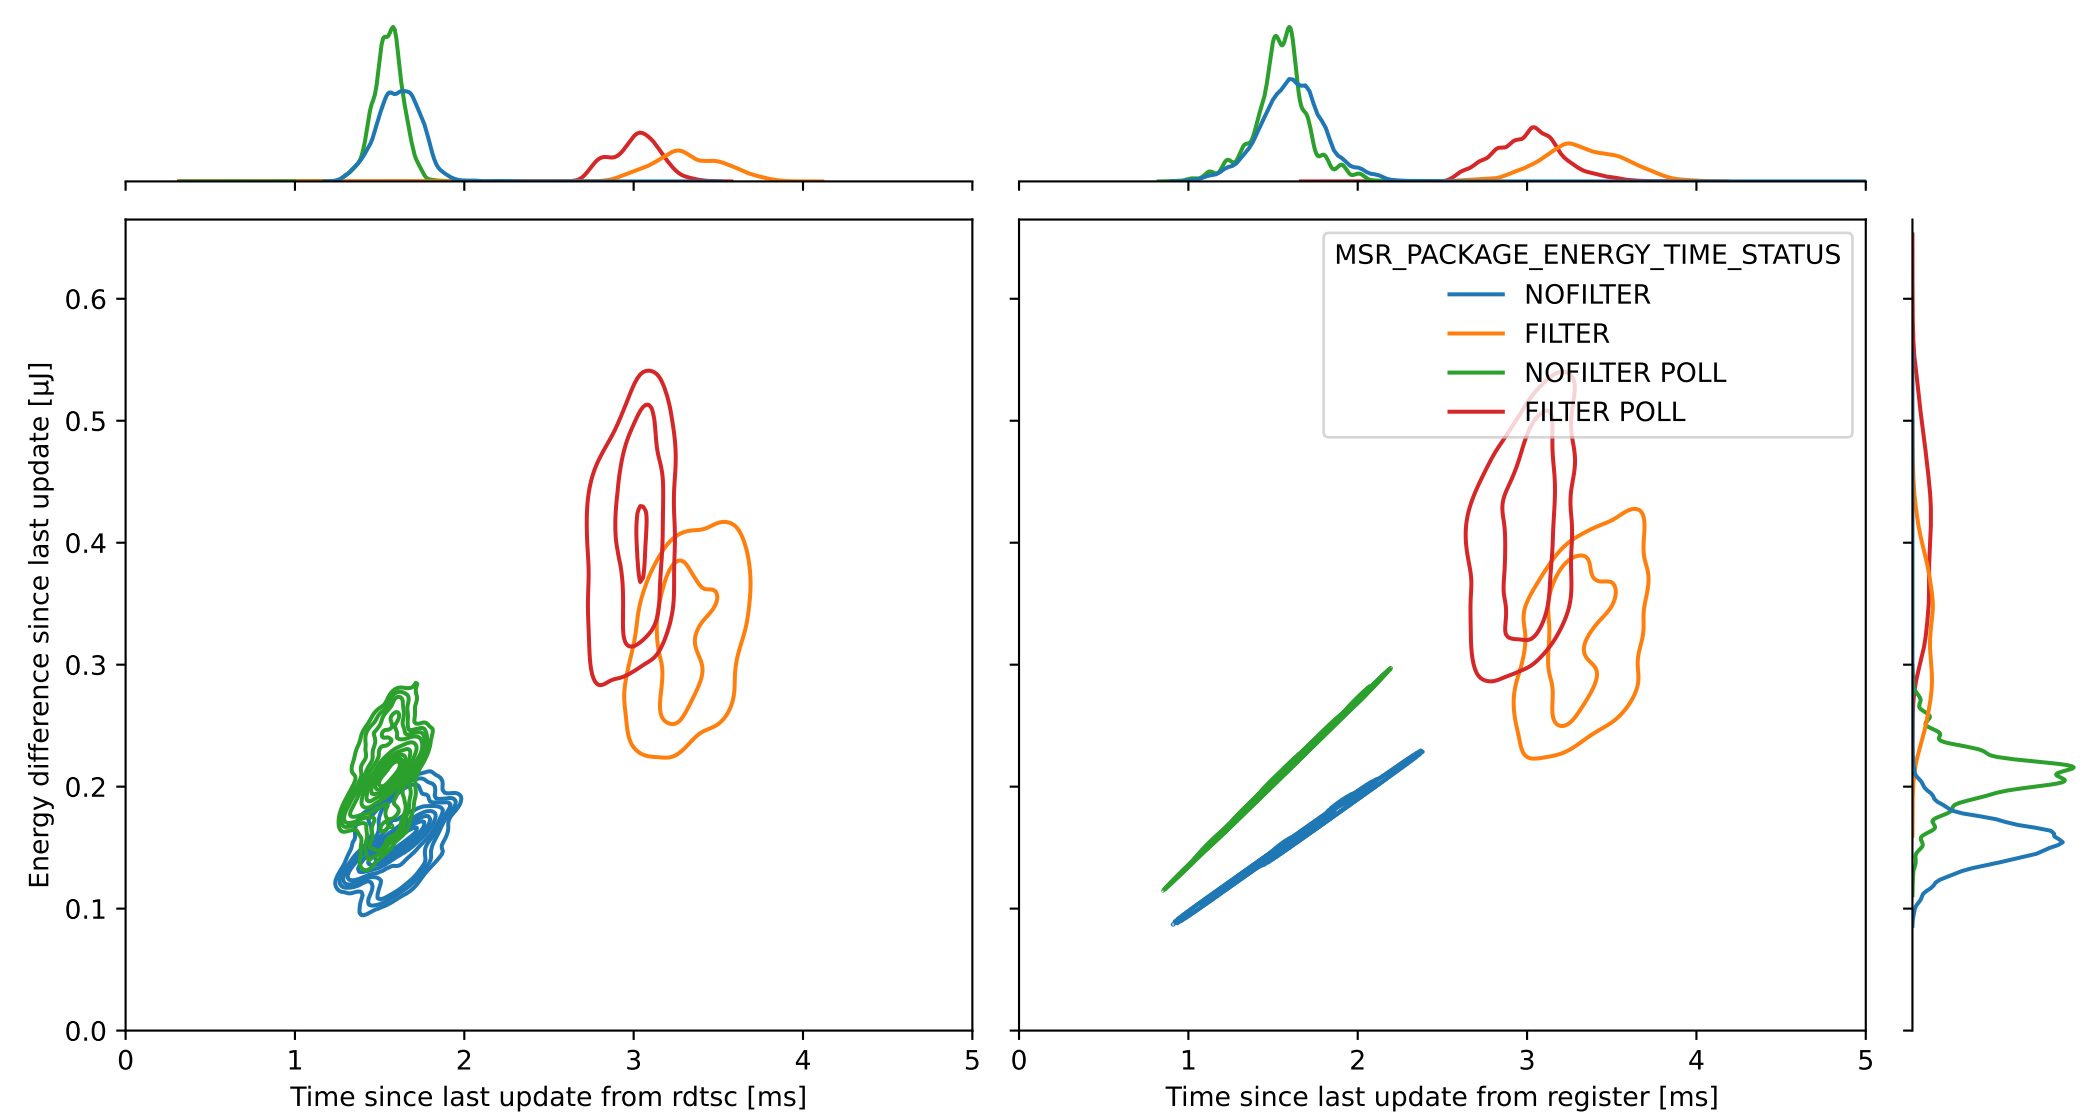 MSR_PACKAGE_ENERGY_TIME_STATUS
NOFILTER
FILTER
NOFILTER POLL
FILTER POLL
Energy difference since last update [µJ]
0.6
0.5
0.4
0.3
0.2
0.1
0.0
0 1 2 3 4 5
0 1 2 3 4 5
Time since last update from rdtsc [ms]
Time since last update from register [ms]